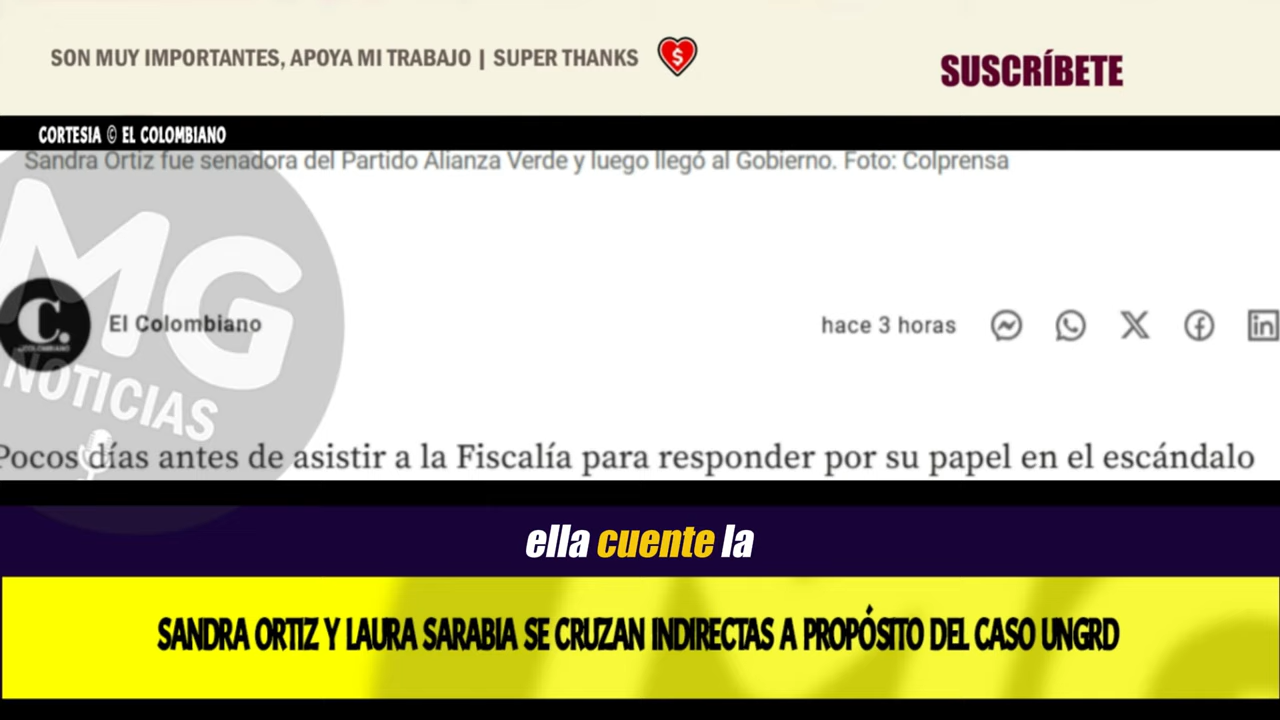 SON MUY IMPORTANTES, APOYA MI TRABAJO | SUPER THANKS
SUSCRÍBETE
CORTESIA © EL COLOMBIANO
Sandra Ortiz fue senadora del Partido Alianza Verde y luego llegó al Gobierno. Foto: Colprensa
MG
NOTICIAS
C.
El Colombiano
hace 3 horas
Pocos días antes de asistir a la Fiscalía para responder por su papel en el escándalo
ella cuente la
SANDRA ORTIZ Y LAURA SARABIA SE CRUZAN INDIRECTAS A PROPÓSITO DEL CASO UNGRD